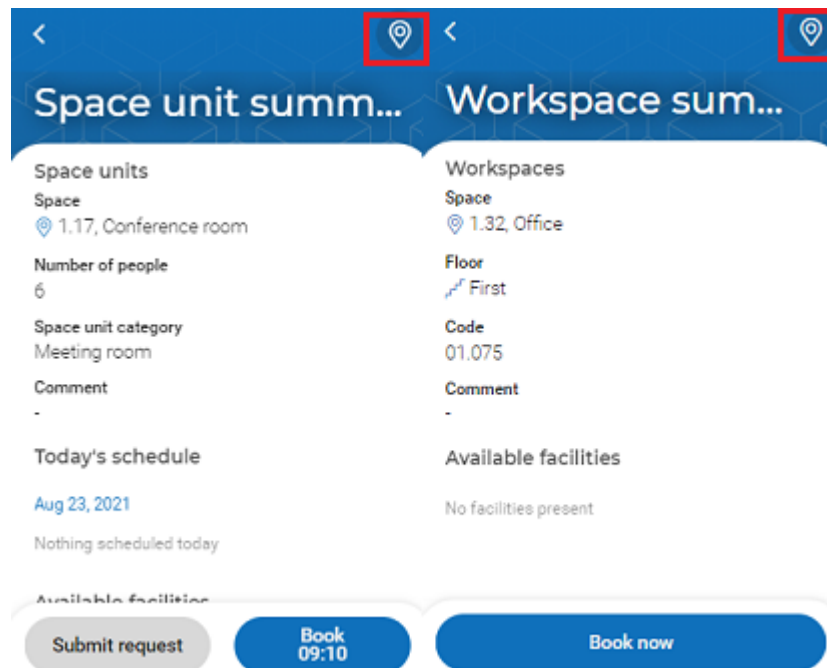 Space unit summ...
Space units
Space
1.17, Conference room
Number of people
6
Space unit category
Meeting room
Comment
-
Today's schedule
Aug 23, 2021
Nothing scheduled today
Available facilities
Submit request
Book
09:10
Workspace sum...
Workspaces
Space
1.32, Office
Floor
First
Code
01.075
Comment
-
Available facilities
No facilities present
Book now